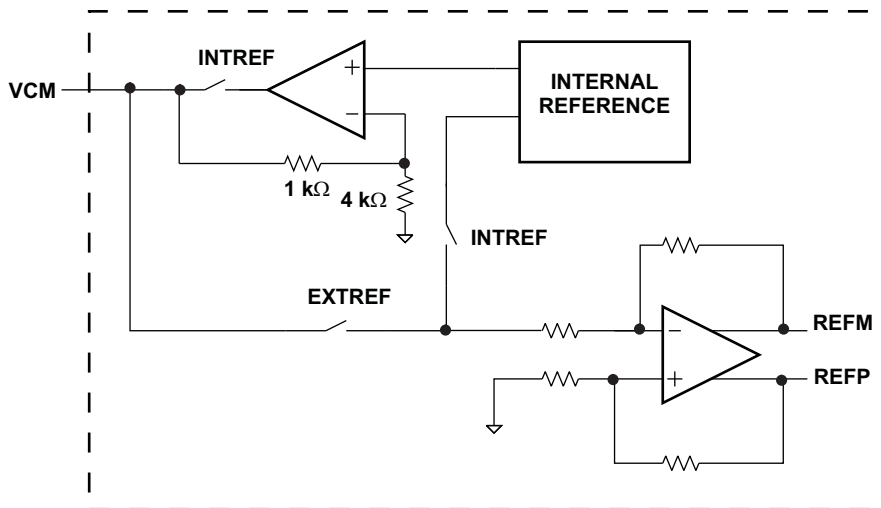 INTREF
VCM
+
−
INTERNAL
REFERENCE
1 kΩ
4 kΩ
INTREF
EXTREF
−
+
REFM
REFP